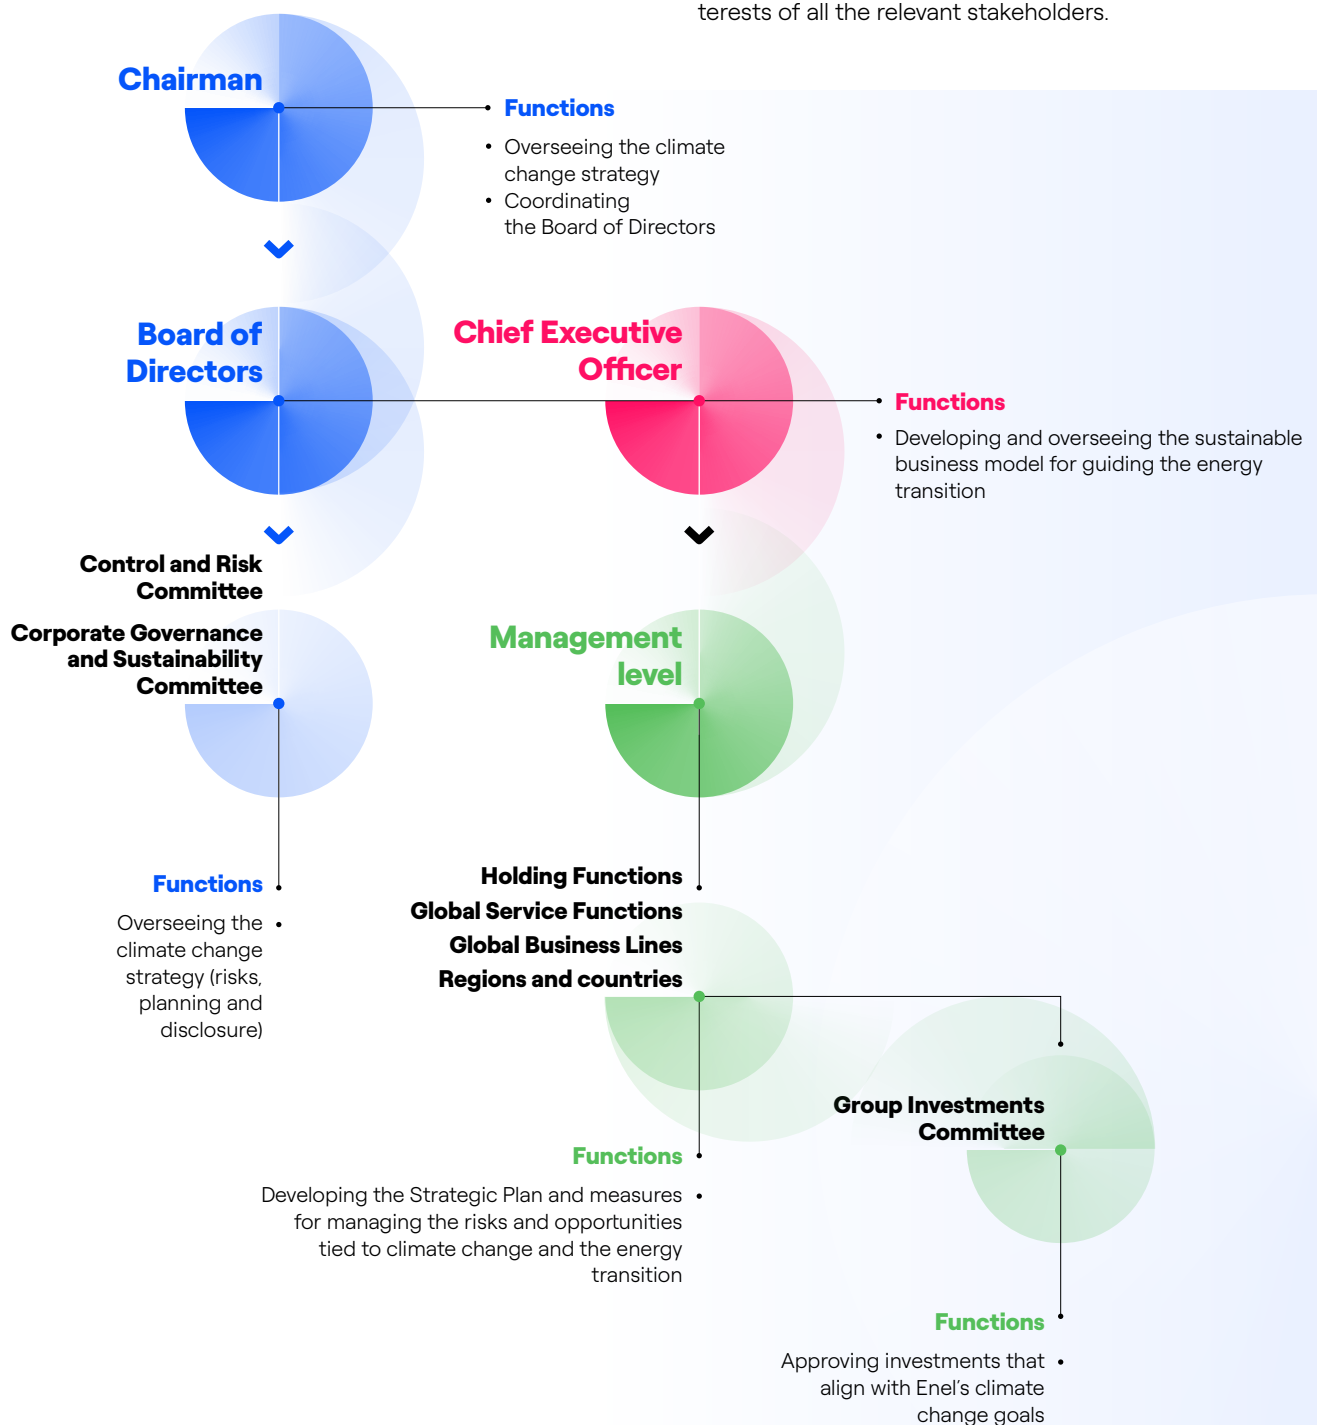 terests of all the relevant stakeholders.
Chairman
Functions
• Overseeing the climate
change strategy
• Coordinating
the Board of Directors
Board of
Directors
Chief Executive
Officer
Functions
• Developing and overseeing the sustainable
business model for guiding the energy
transition
Control and Risk
Committee
Corporate Governance
and Sustainability
Committee
Management
level
Functions
Overseeing the •
climate change
strategy (risks,
planning and
disclosure)
Holding Functions
Global Service Functions
Global Business Lines
Regions and countries
Group Investments
Committee
Functions
Developing the Strategic Plan and measures •
for managing the risks and opportunities
tied to climate change and the energy
transition
Functions
Approving investments that •
align with Enel's climate
change goals